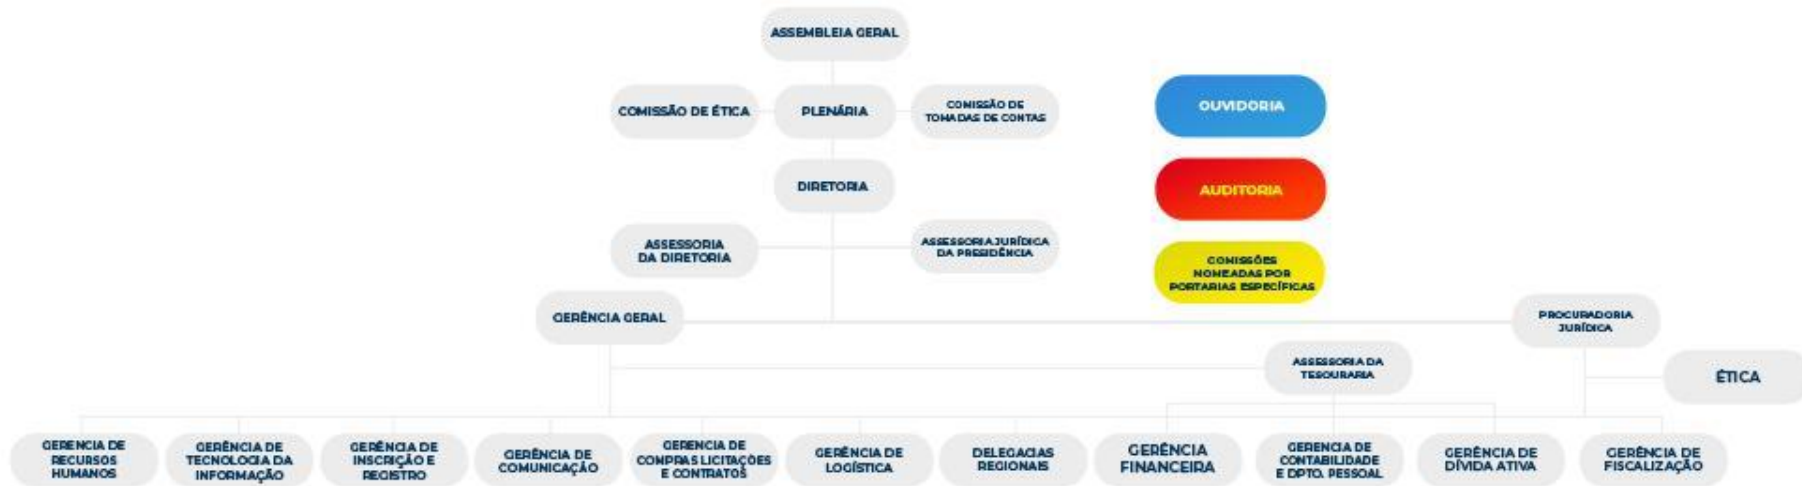 ASSEMBLEIA GERAL
COMISSÃO DE ÉTICA
PLENÁRIA
COMISSÃO DE
TOMADAS DE CONTAS
OUVIDORIA
DIRETORIA
AUDITORIA
ASSESSORIA
DA DIRETORIA
ASSESSORIA JURÍDICA
DA PRESIDÊNCIA
COMISSÕES
NOMEADAS POR
PORTARIAS ESPECÍFICAS
GERÊNCIA GERAL
PROCURADORIA
JURÍDICA
ASSESSORIA DA
TESOURARIA
ÉTICA
GERENCIA DE
RECURSOS
HUMANOS
GERÊNCIA DE
TECNOLOGIA DA
INFORMAÇÃO
GERÊNCIA DE
INSCRIÇÃO E
REGISTRO
GERÊNCIA DE
COMUNICAÇÃO
GERENCIA DE
COMPRAS LICITAÇÕES
E CONTRATOS
GERÊNCIA DE
LOGÍSTICA
DELEGACIAS
REGIONAIS
GERÊNCIA
FINANCEIRA
GERENCIA DE
CONTABILIDADE
E DPTO. PESSOAL
GERÊNCIA DE
DÍVIDA ATIVA
GERÊNCIA DE
FISCALIZAÇÃO